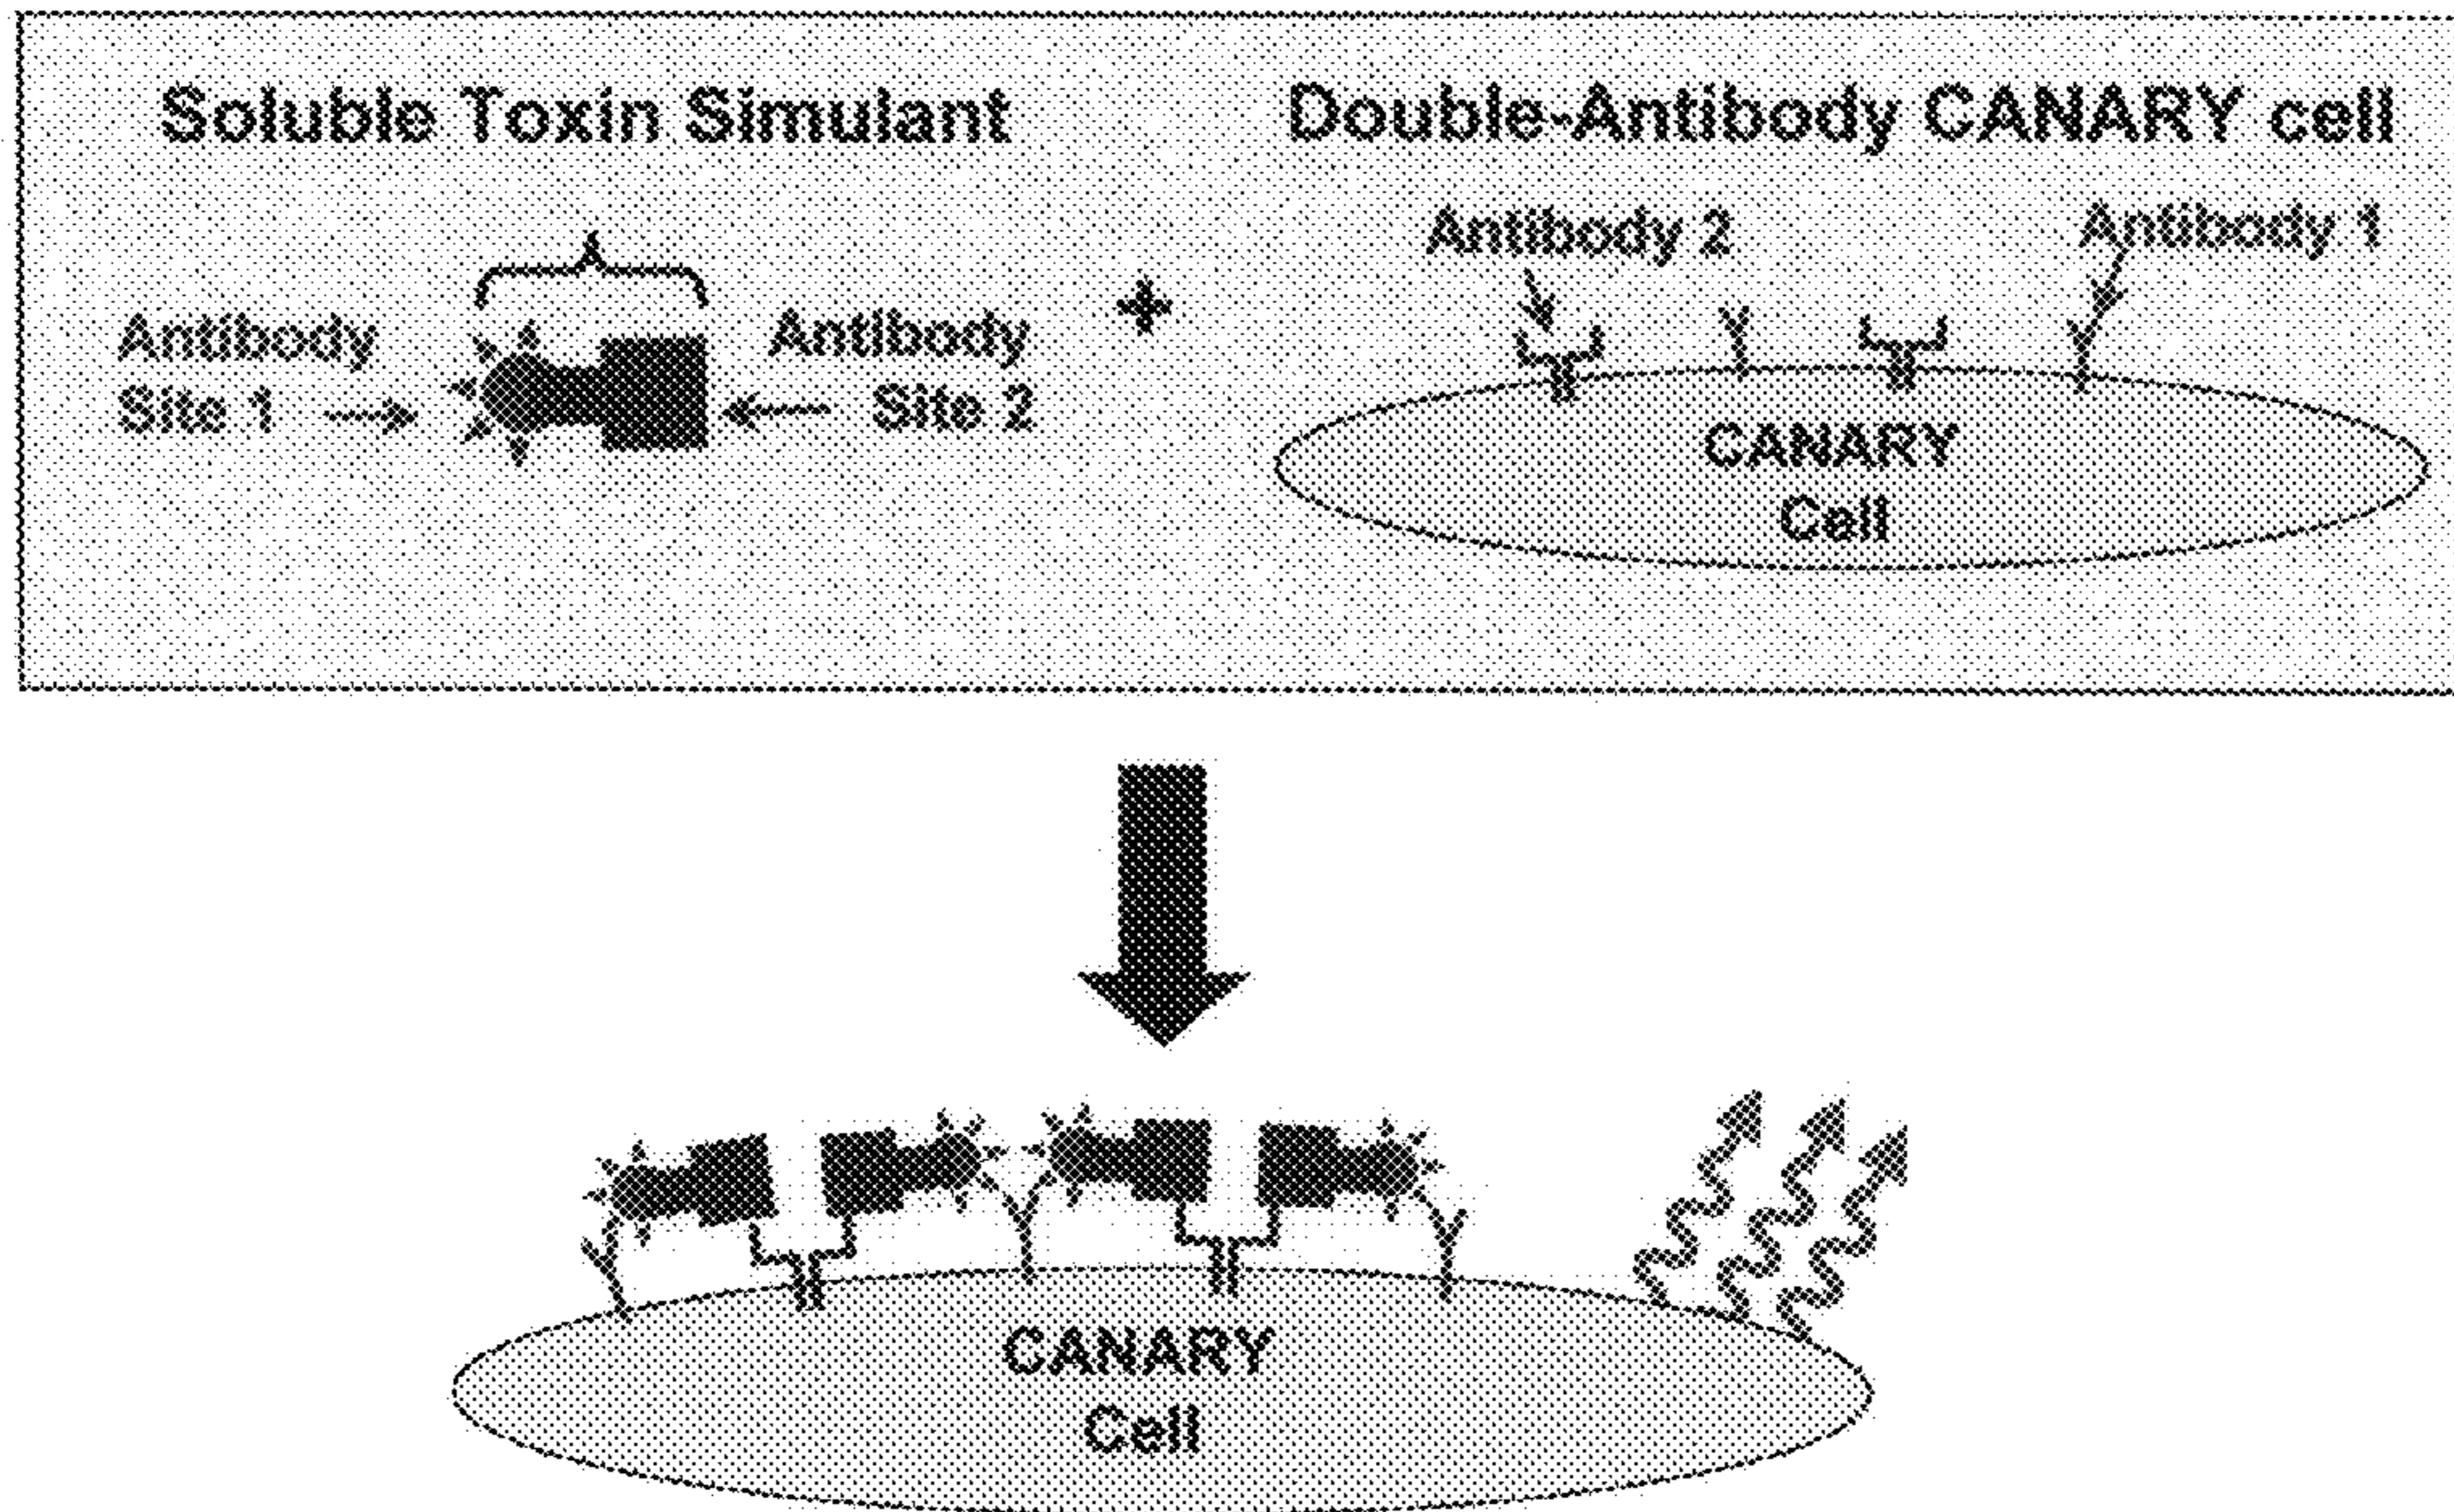 Soluble Toxin Simulant
Double-Antibody CANARY cell
Antibody 2
Antibody 1
Antibody
Site 1
Antibody
Site 2
+
CANARY
Cell
CANARY
Cell